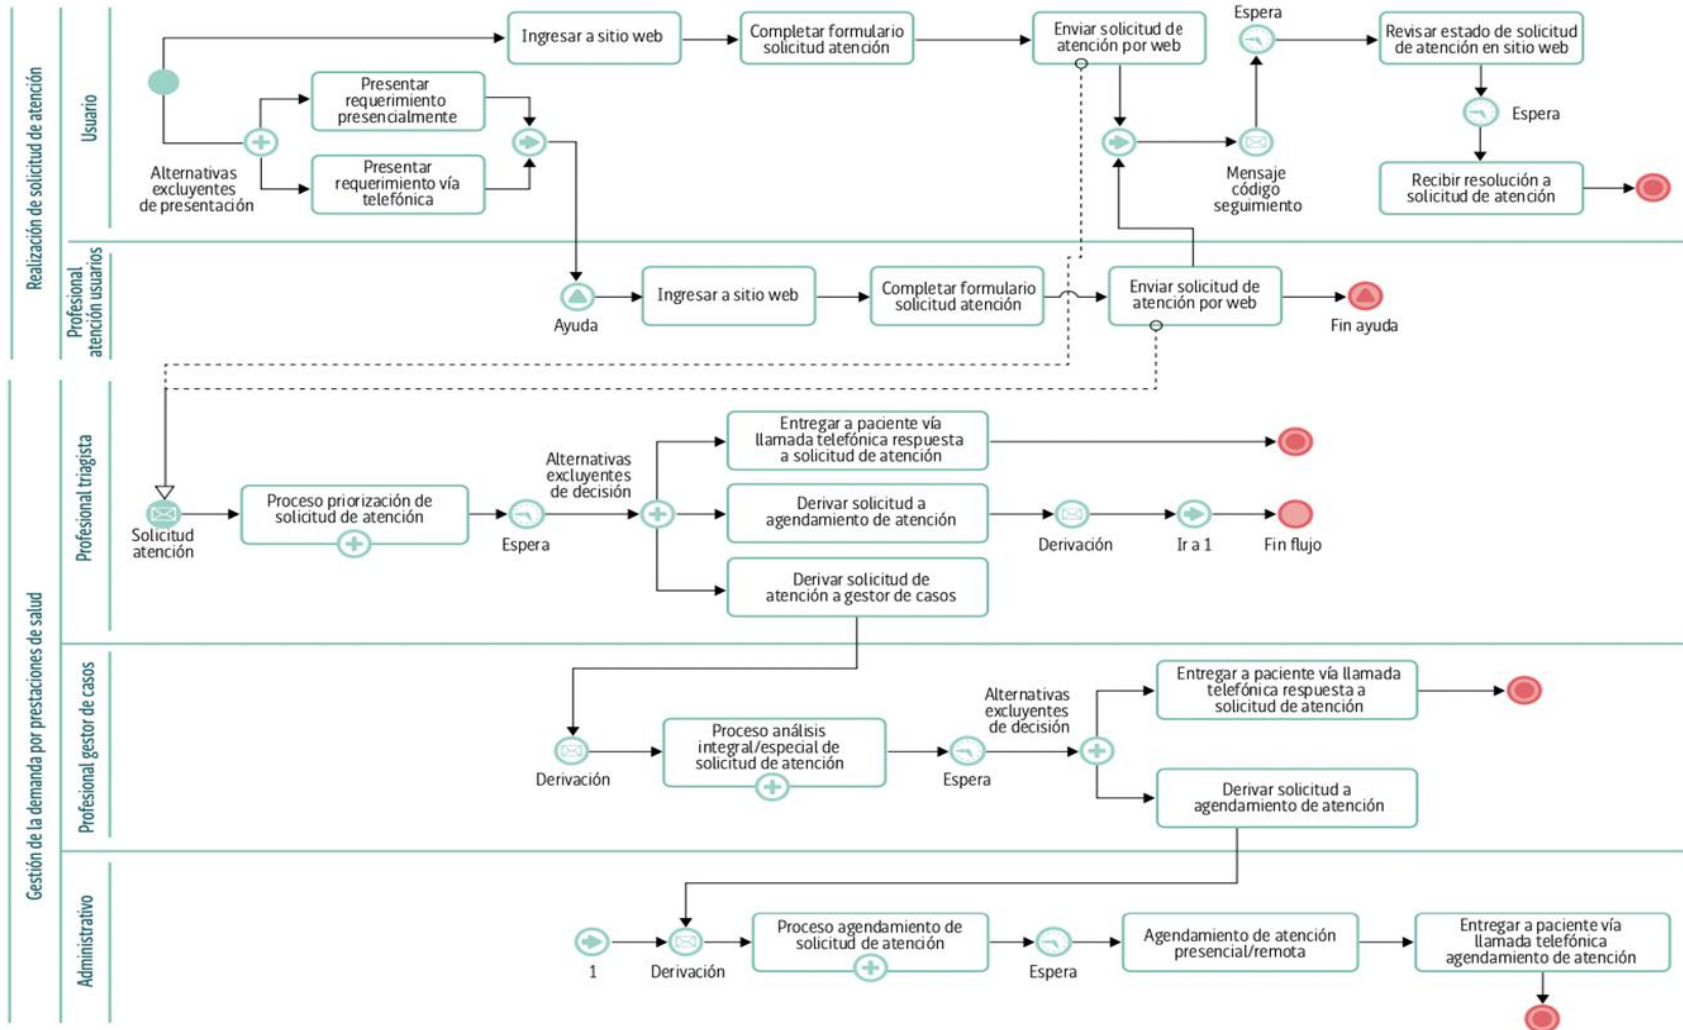 Realización de solicitud de atención
Usuario
Ingresar a sitio web
Completar formulario
solicitud atención
Enviar solicitud de
atención por web
Espera
Revisar estado de solicitud
de atención en sitio web
Presentar
requerimiento
presencialmente
Alternativas
excluyentes
de presentación
Presentar
requerimiento vía
telefónica
Mensaje
código
seguimiento
Espera
Recibir resolución a
solicitud de atención
Profesional
atención usuarios
Ayuda
Ingresar a sitio web
Completar formulario
solicitud atención
Enviar solicitud de
atención por web
Fin ayuda
Gestión de la demanda por prestaciones de salud
Profesional triagista
Solicitud
atención
Proceso priorización de
solicitud de atención
Espera
Alternativas
excluyentes
de decisión
Entregar a paciente vía
llamada telefónica respuesta
a solicitud de atención
Derivar solicitud a
agendamiento de atención
Derivación
Ir a 1
Fin flujo
Derivar solicitud de
atención a gestor de casos
Profesional gestor de casos
Derivación
Proceso análisis
integral/especial de
solicitud de atención
Espera
Alternativas
excluyentes
de decisión
Entregar a paciente vía llamada
telefónica respuesta a
solicitud de atención
Derivar solicitud a
agendamiento de atención
Administrativo
1
Derivación
Proceso agendamiento de
solicitud de atención
Espera
Agendamiento de atención
presencial/remota
Entregar a paciente vía
llamada telefónica
agendamiento de atención